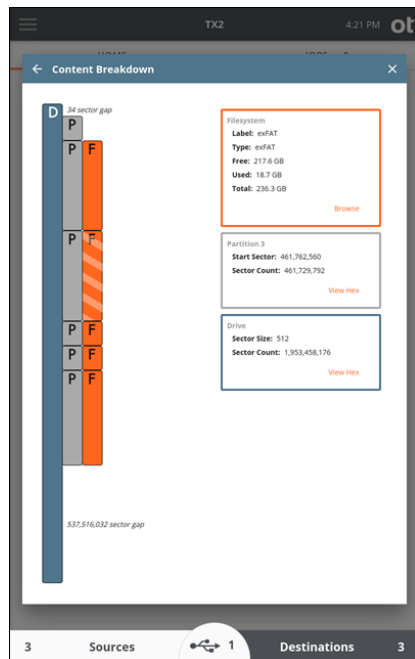 TX2
4:21 PM
ot
Content Breakdown
D
34 sector gap
P
P F
P F
P F
P F
P F
537,516,032 sector gap
Filesystem
Label: exFAT
Type: exFAT
Free: 217.6 GB
Used: 18.7 GB
Total: 236.3 GB
Browse
Partition 3
Start Sector: 461,762,560
Sector Count: 461,729,792
View Hex
Drive
Sector Size: 512
Sector Count: 1,953,458,176
View Hex
3 Sources
1
Destinations 3